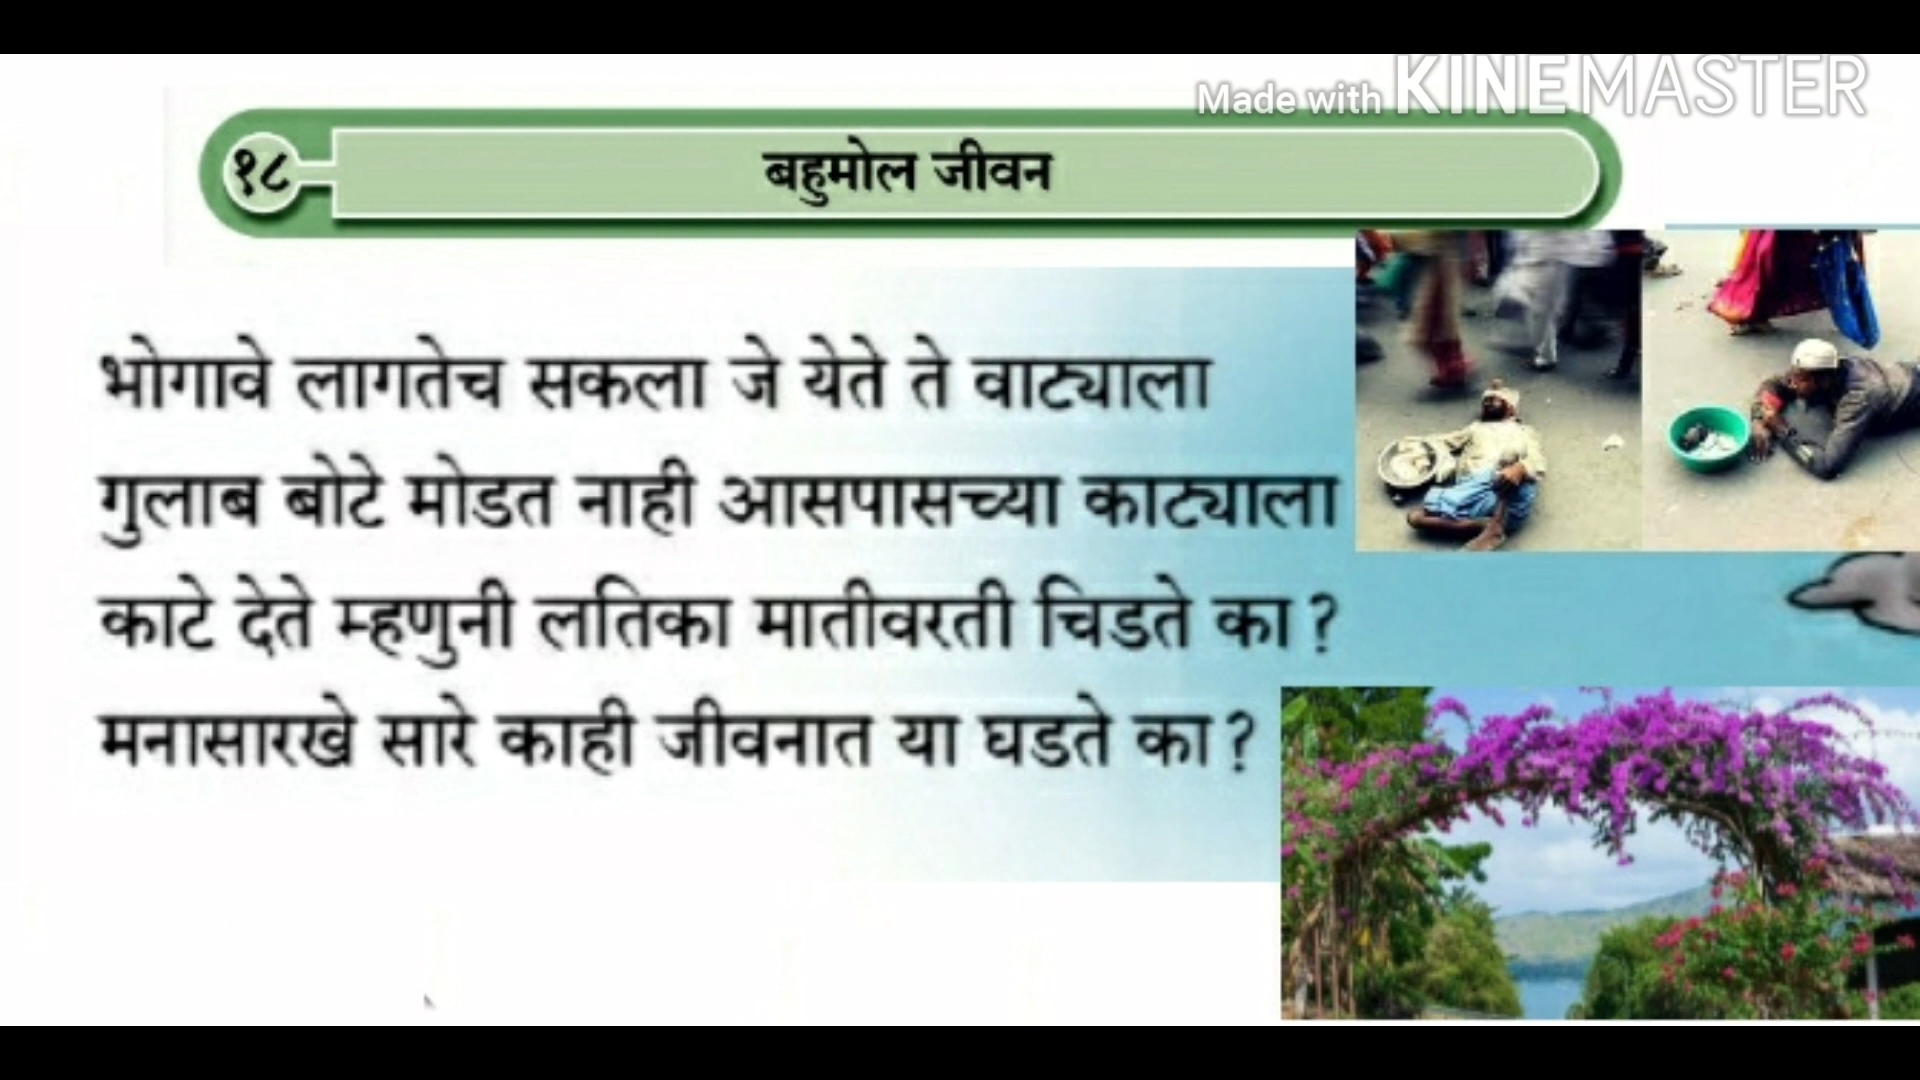 Made with KINEMASTER
१८ बहुमोल जीवन
भोगावे लागतेच सकला जे येते ते वाट्याला
गुलाब बोटे मोडत नाही आसपासच्या काट्याला
काटे देते म्हणुनी लतिका मातीवरती चिडते का?
मनासारखे सारे काही जीवनात या घडते का?